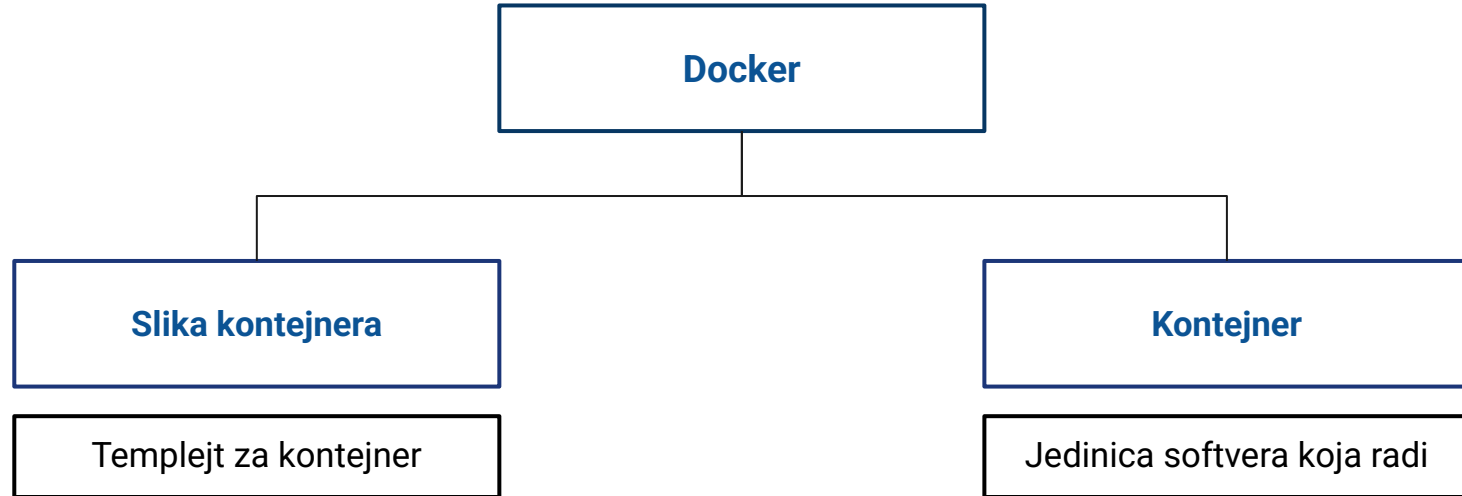 Docker
Slika kontejnera
Kontejner
Templejt za kontejner
Jedinica softvera koja radi